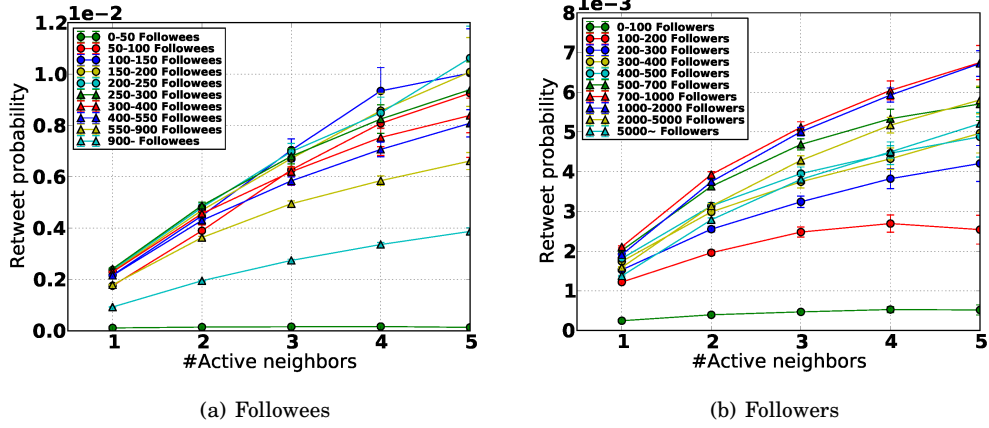 1e-2
1.2
1.0
0.8
0.6
0.4
0.2
0.0
Retweet probability
0-50 Followees
50-100 Followees
100-150 Followees
150-200 Followees
200-250 Followees
250-300 Followees
300-400 Followees
400-550 Followees
550-900 Followees
900- Followees
1 2 3 4 5
#Active neighbors
(a) Followees
1e-3
8
7
6
5
4
3
2
1
0
Retweet probability
0-100 Followers
100-200 Followers
200-300 Followers
300-400 Followers
400-500 Followers
500-700 Followers
700-1000 Followers
1000-2000 Followers
2000-5000 Followers
5000~ Followers
1 2 3 4 5
#Active neighbors
(b) Followers